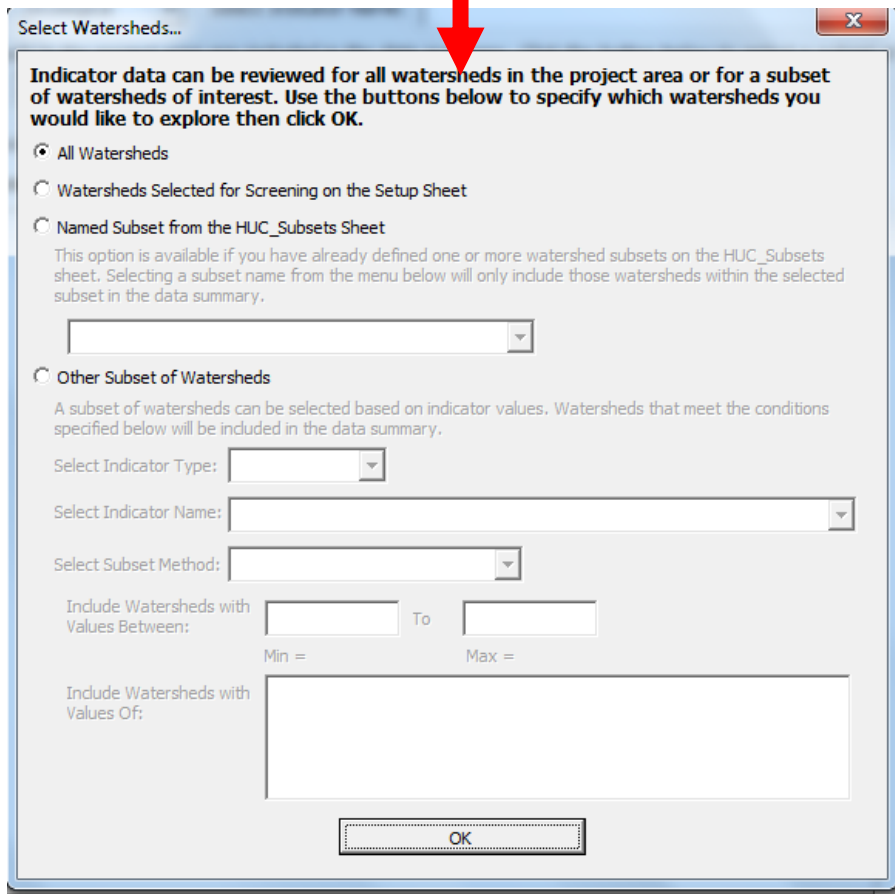 Select Watersheds...
Indicator data can be reviewed for all watersheds in the project area or for a subset
of watersheds of interest. Use the buttons below to specify which watersheds you
would like to explore then click OK.
All Watersheds
Watersheds Selected for Screening on the Setup Sheet
Named Subset from the HUC_Subsets Sheet
This option is available if you have already defined one or more watershed subsets on the HUC_Subsets
sheet. Selecting a subset name from the menu below will only include those watersheds within the selected
subset in the data summary.
Other Subset of Watersheds
A subset of watersheds can be selected based on indicator values. Watersheds that meet the conditions
specified below will be included in the data summary.
Select Indicator Type:
Select Indicator Name:
Select Subset Method:
Include Watersheds with
Values Between:
To
Min =
Max =
Include Watersheds with
Values Of:
OK